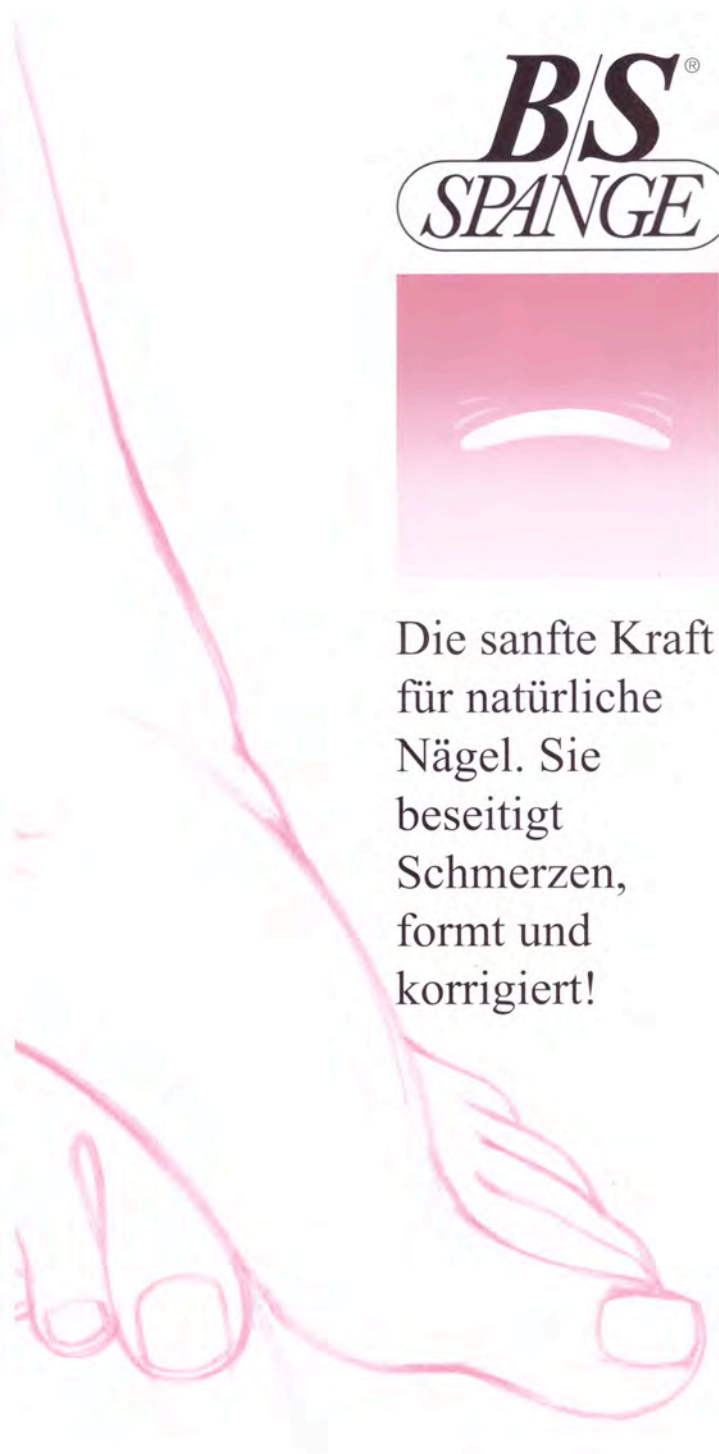 B/S®
SPANGE
Die sanfte Kraft
für natürliche
Nägel. Sie
beseitigt
Schmerzen,
formt und
korrigiert!